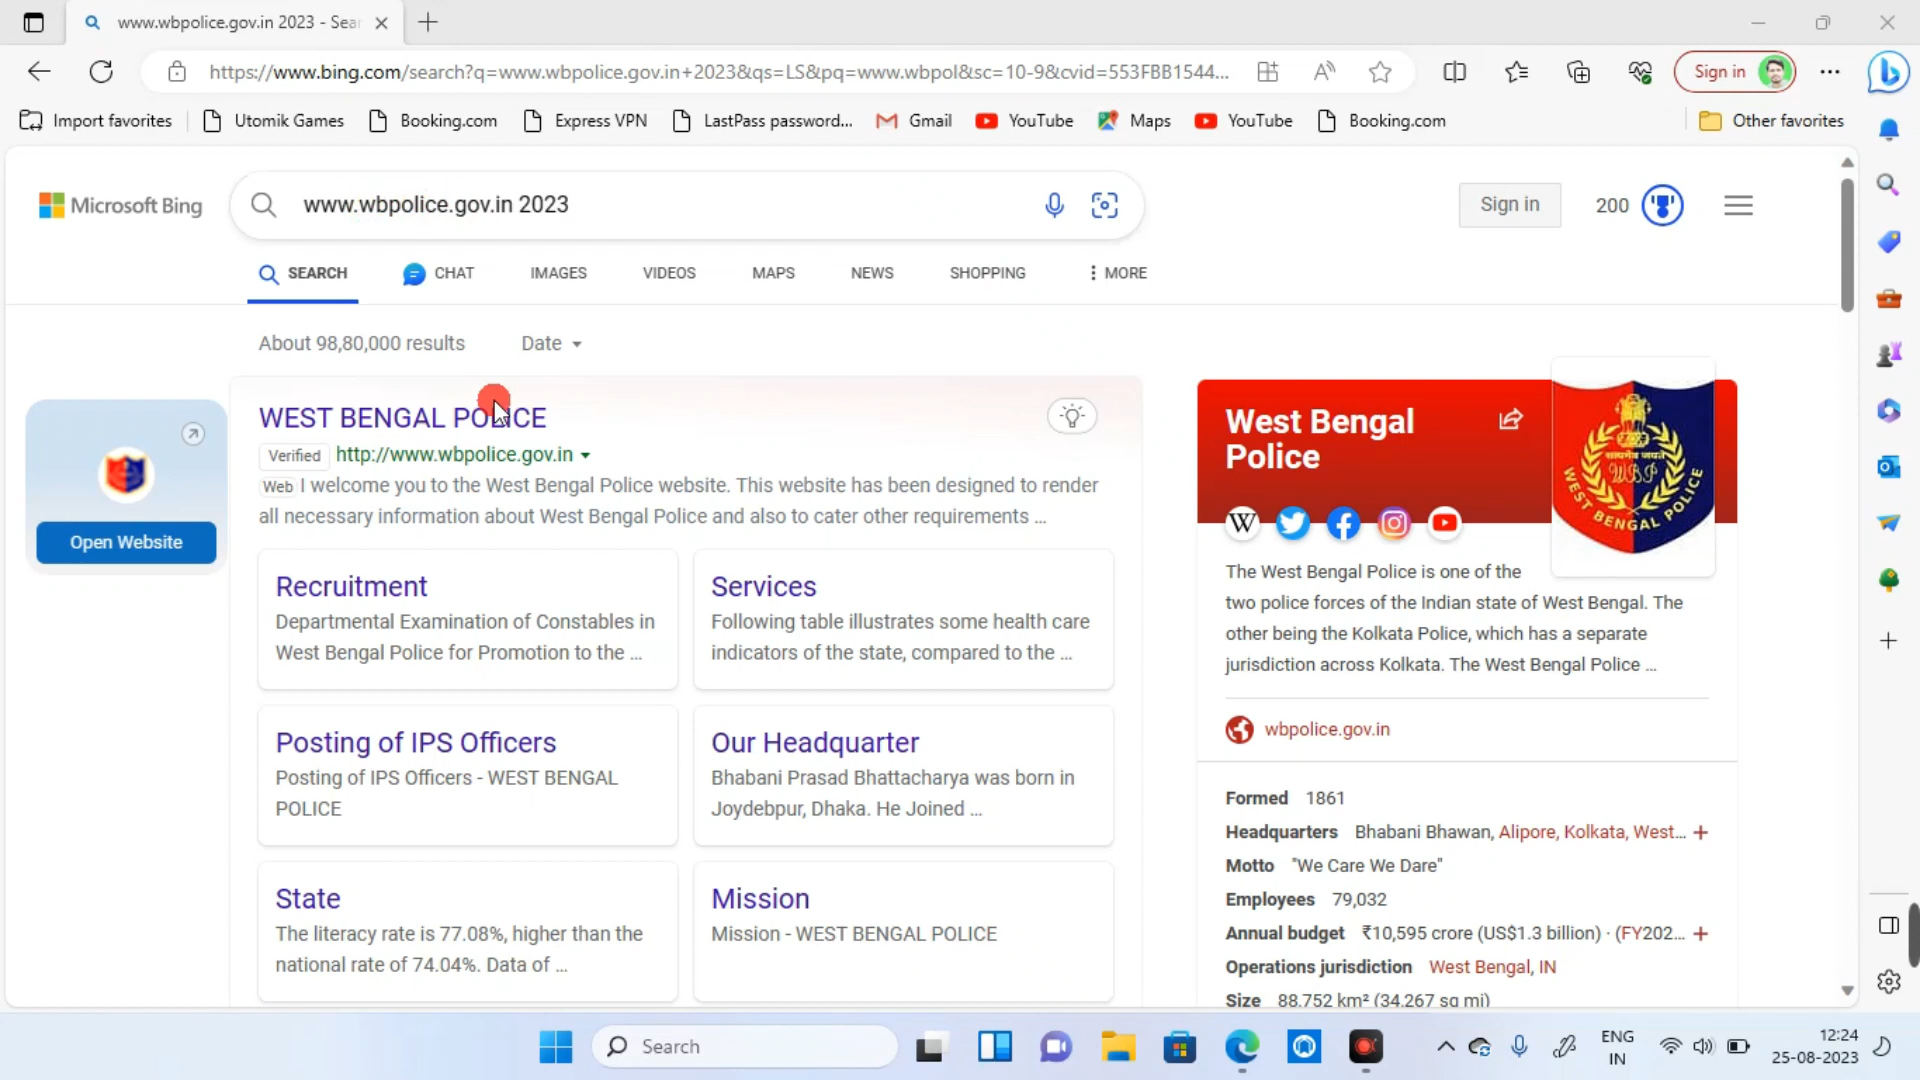 www.wbpolice.gov.in 2023 - Sea
https://www.bing.com/search?q=www.wbpolice.gov.in+2023&qs=LS&pq=www.wbpol&sc=10-9&cvid=553FBB1544...
Sign in
Import favorites
Utomik Games
Booking.com
Express VPN
LastPass password...
Gmail
YouTube
Maps
YouTube
Booking.com
Other favorites
Microsoft Bing
www.wbpolice.gov.in 2023
Sign in
200
SEARCH
CHAT
IMAGES
VIDEOS
MAPS
NEWS
SHOPPING
MORE
About 98,80,000 results
Date
Open Website
WEST BENGAL POLICE
Verified http://www.wbpolice.gov.in
Web I welcome you to the West Bengal Police website. This website has been designed to render
all necessary information about West Bengal Police and also to cater other requirements ...
Recruitment
Departmental Examination of Constables in
West Bengal Police for Promotion to the ...
Services
Following table illustrates some health care
indicators of the state, compared to the ...
Posting of IPS Officers
Posting of IPS Officers - WEST BENGAL
POLICE
Our Headquarter
Bhabani Prasad Bhattacharya was born in
Joydebpur, Dhaka. He Joined ...
State
The literacy rate is 77.08%, higher than the
national rate of 74.04%. Data of ...
Mission
Mission - WEST BENGAL POLICE
West Bengal
Police
सत्यमेव जयते
WBP
WEST BENGAL POLICE
W
The West Bengal Police is one of the
two police forces of the Indian state of West Bengal. The
other being the Kolkata Police, which has a separate
jurisdiction across Kolkata. The West Bengal Police ...
wbpolice.gov.in
Formed 1861
Headquarters Bhabani Bhawan, Alipore, Kolkata, West...
Motto "We Care We Dare"
Employees 79,032
Annual budget ₹10,595 crore (US$1.3 billion) · (FY202...
Operations jurisdiction West Bengal, IN
Size 88,752 km² (34,267 sq mi)
Search
ENG
IN
12:24
25-08-2023